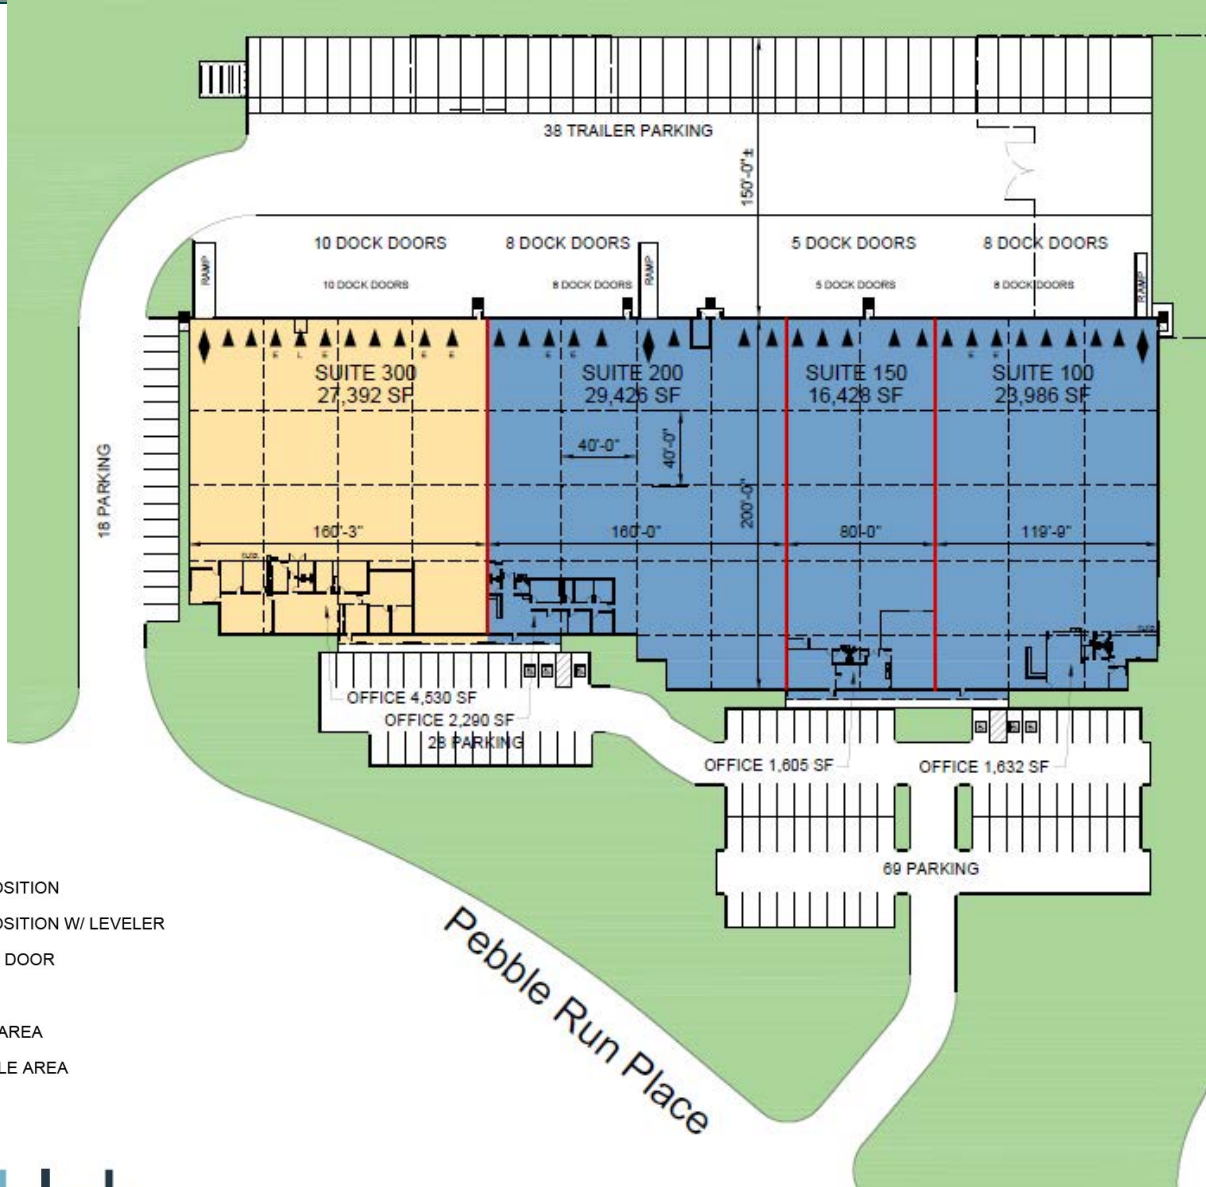 38 TRAILER PARKING
150'-0"±
10 DOCK DOORS
8 DOCK DOORS
5 DOCK DOORS
8 DOCK DOORS
RAMP
10 DOCK DOORS
8 DOCK DOORS
RAMP
5 DOCK DOORS
8 DOCK DOORS
RAMP
E L E E E
E E
E E
SUITE 300
27,392 SF
SUITE 200
29,426 SF
SUITE 150
16,428 SF
SUITE 100
23,986 SF
40'-0"
40'-0"
200'-0"
18 PARKING
160'-3"
160'-0"
80'-0"
119'-9"
OFFICE 4,530 SF
OFFICE 2,290 SF
28 PARKING
OFFICE 1,605 SF
OFFICE 1,632 SF
69 PARKING
Pebble Run Place
OSITION
OSITION W/ LEVELER
DOOR
AREA
LE AREA